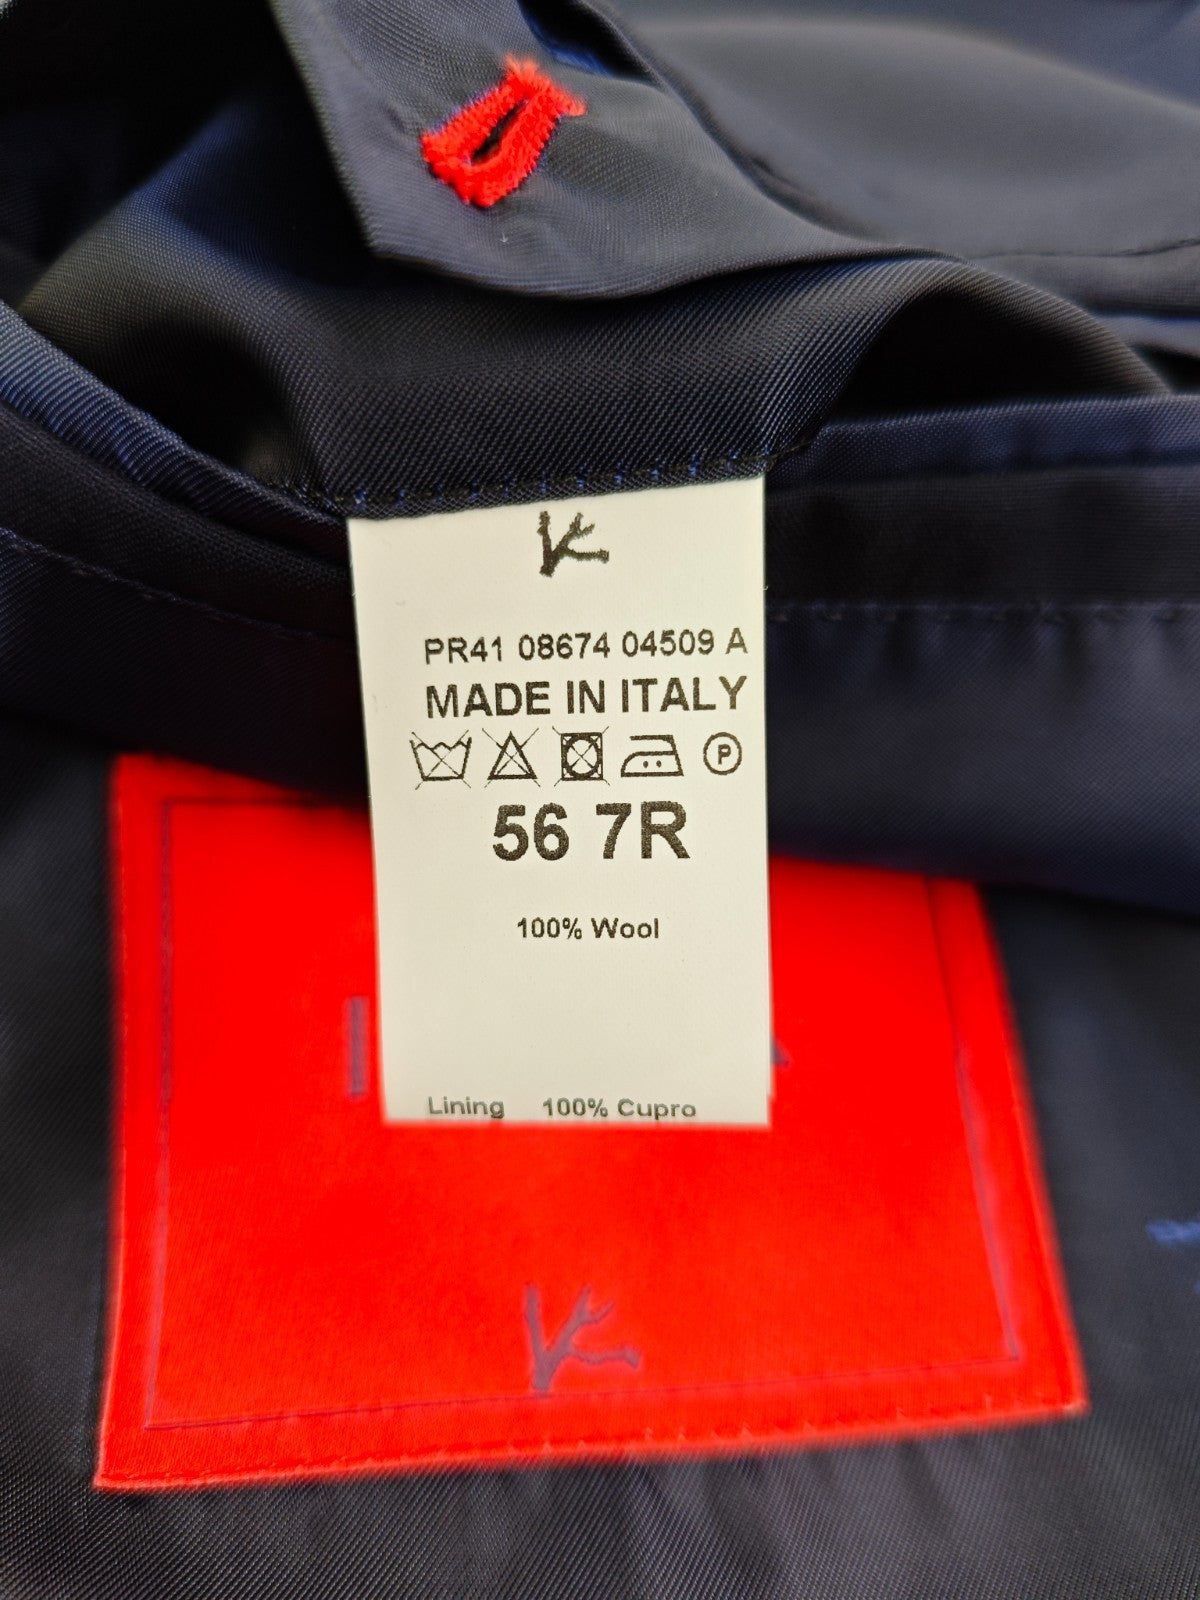 PR41 08674 04509 A
MADE IN ITALY
P
56 7R
100% Wool
Lining 100% Cupro